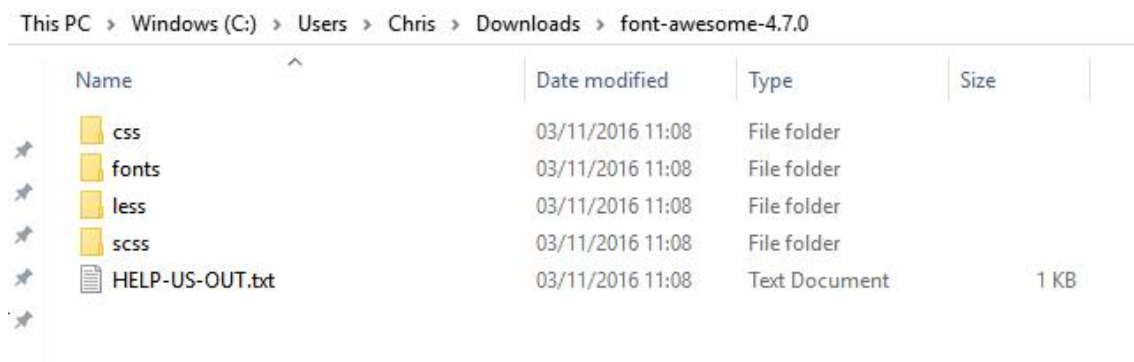 This PC > Windows (C:) > Users > Chris > Downloads > font-awesome-4.7.0
Name Date modified Type Size
css 03/11/2016 11:08 File folder
fonts 03/11/2016 11:08 File folder
less 03/11/2016 11:08 File folder
scss 03/11/2016 11:08 File folder
HELP-US-OUT.txt 03/11/2016 11:08 Text Document 1 KB